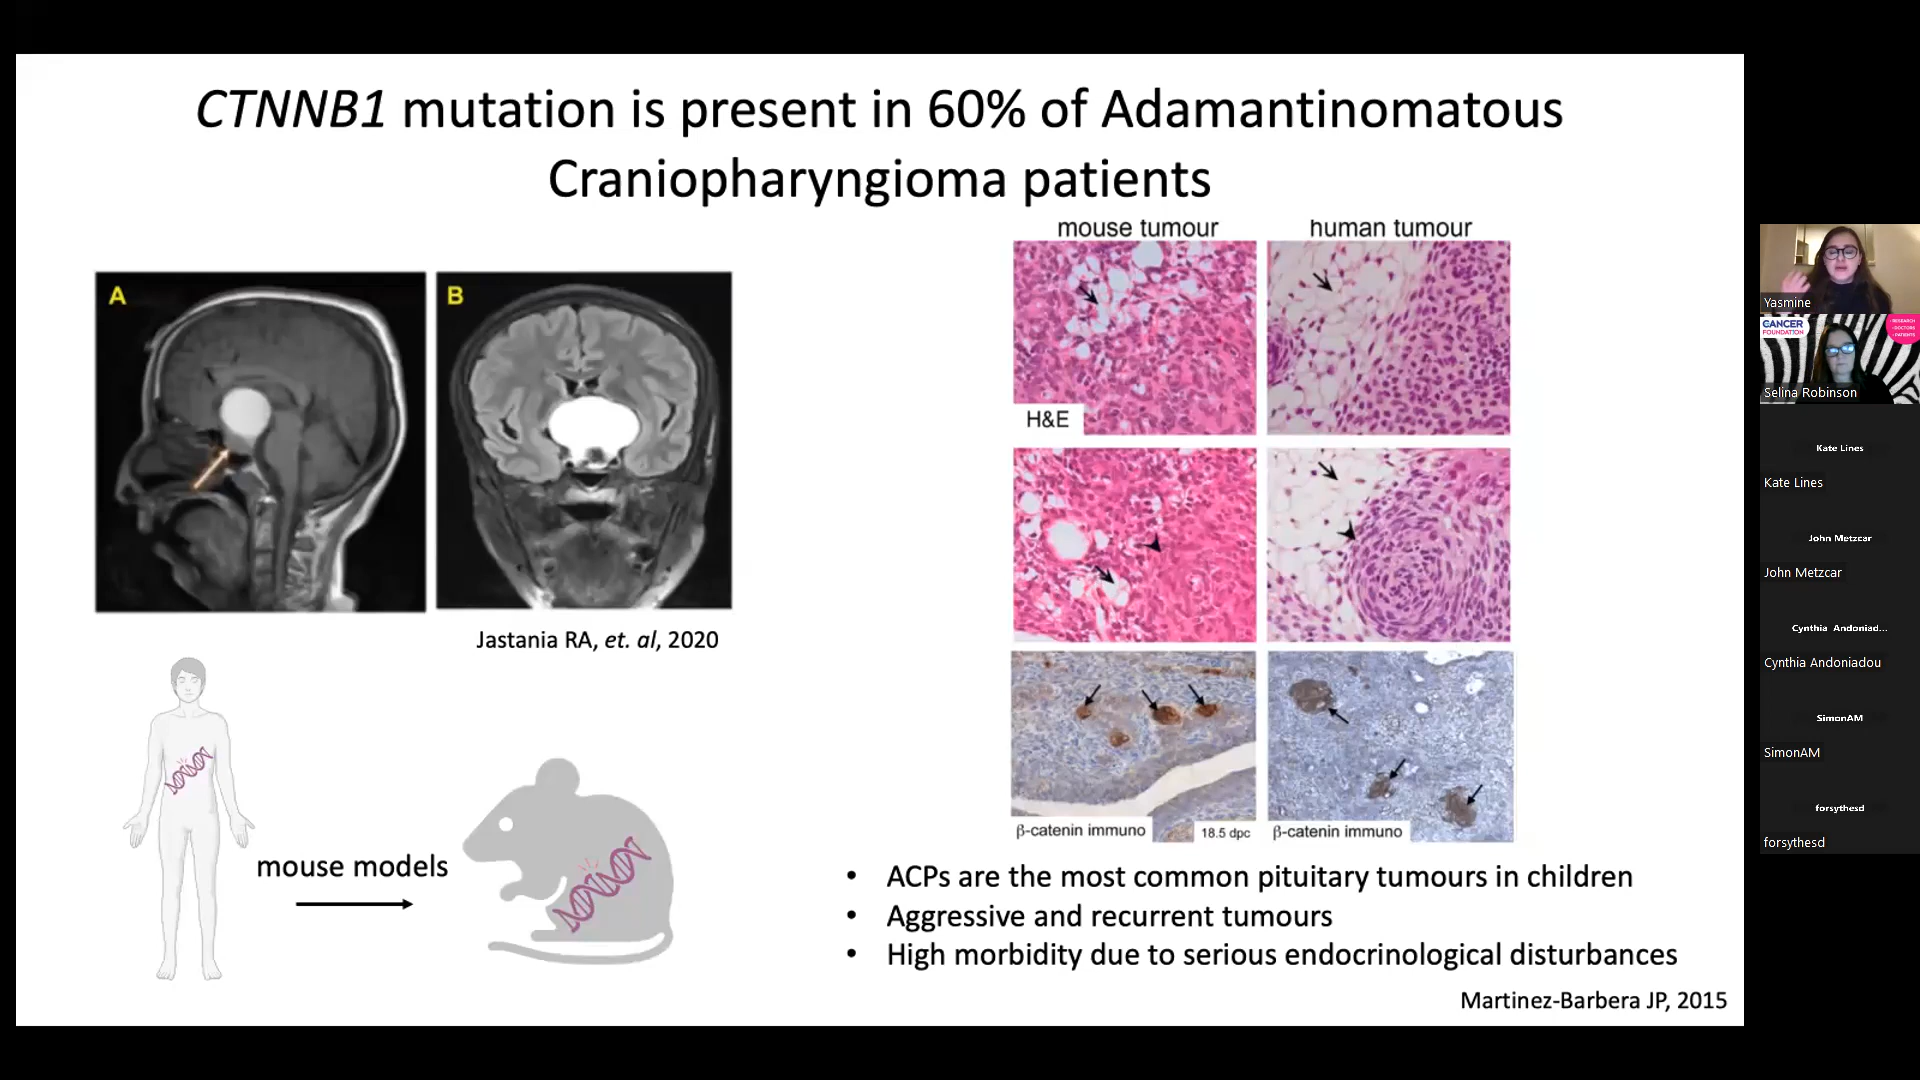 CTNNB1 mutation is present in 60% of Adamantinomatous
Craniopharyngioma patients
A
B
Jastania RA, et. al, 2020
mouse models
mouse tumour
human tumour
H&E
β-catenin immuno
18.5 dpc
β-catenin immuno
• ACPs are the most common pituitary tumours in children
• Aggressive and recurrent tumours
• High morbidity due to serious endocrinological disturbances
Martinez-Barbera JP, 2015
Yasmine
CANCER
FOUNDATION
RESEARCH
DOCTORS
PATIENTS
Selina Robinson
Kate Lines
Kate Lines
John Metzcar
John Metzcar
Cynthia Andoniad...
Cynthia Andoniadou
SimonAM
SimonAM
forsythesd
forsythesd